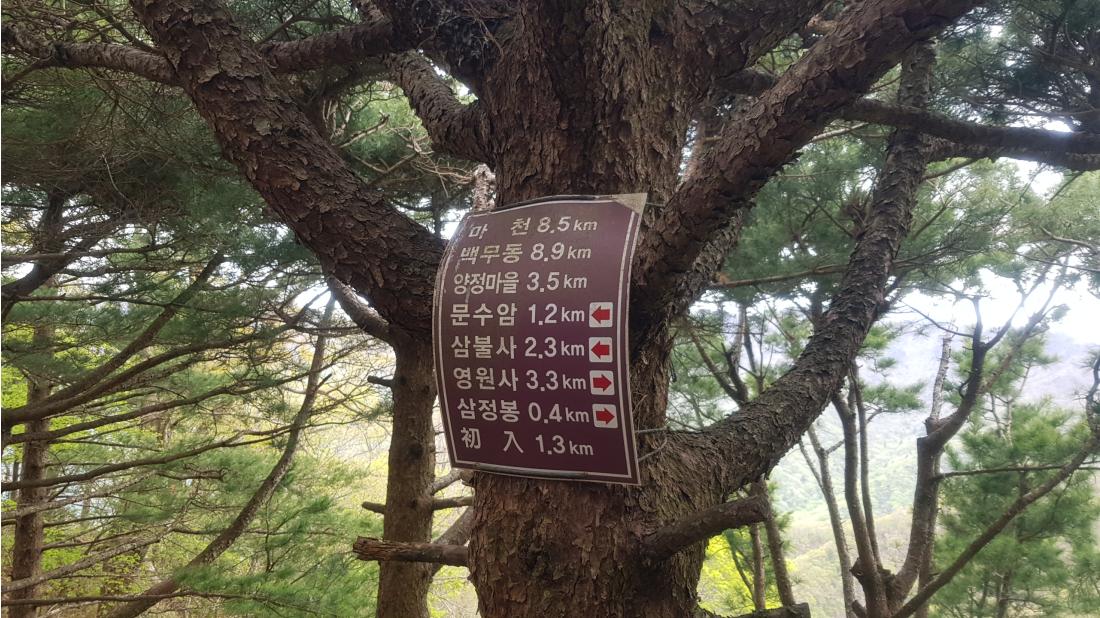 마 천 8.5km
백무동 8.9km
양정마을 3.5km
문수암 1.2km ←
삼불사 2.3km ←
영원사 3.3km →
삼정봉 0.4km →
初 入 1.3km